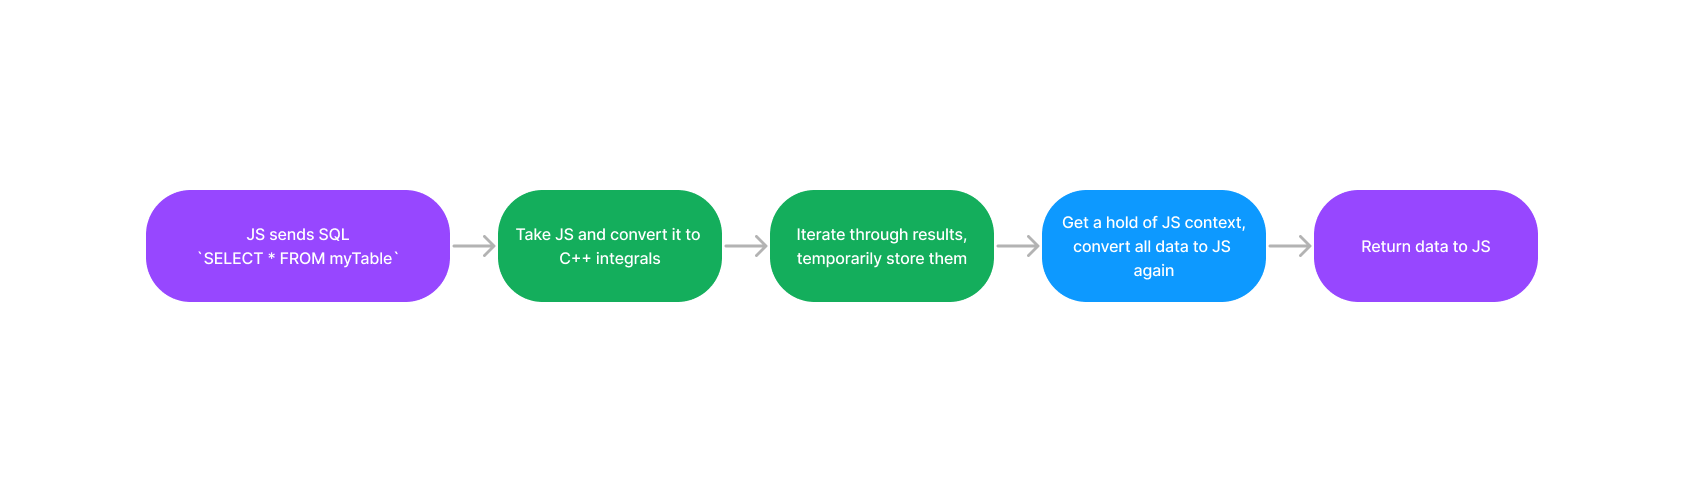 JS sends SQL
`SELECT * FROM myTable`
Take JS and convert it to
C++ integrals
Iterate through results,
temporarily store them
Get a hold of JS context,
convert all data to JS
again
Return data to JS